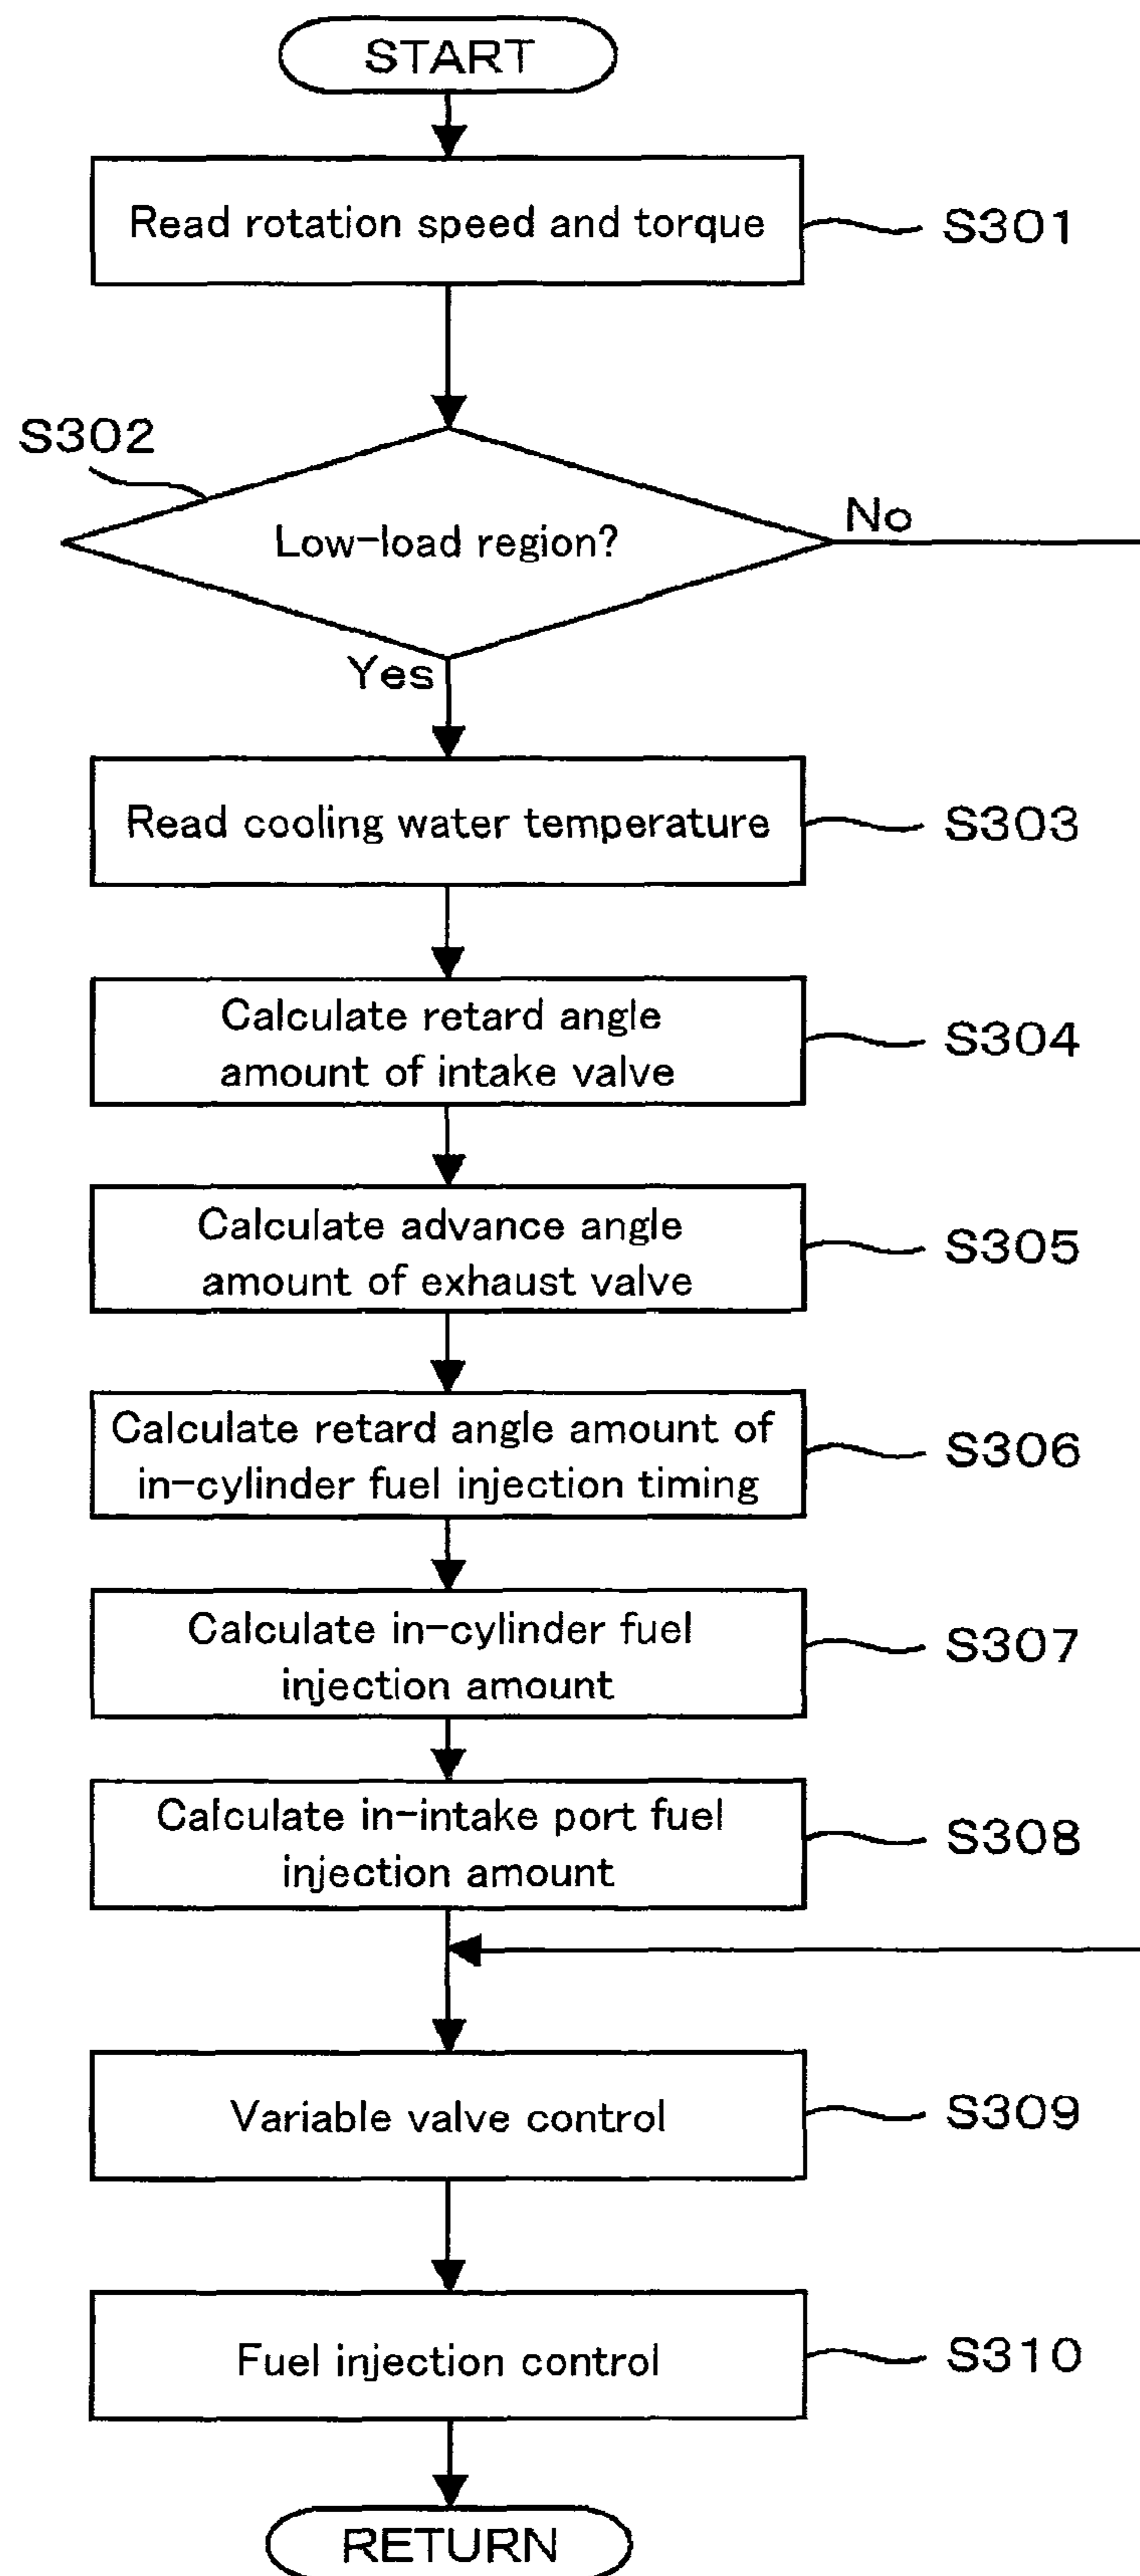 START
Read rotation speed and torque
S301
S302
Low-load region?
No
Yes
Read cooling water temperature
S303
Calculate retard angle
amount of intake valve
S304
Calculate advance angle
amount of exhaust valve
S305
Calculate retard angle amount of
in-cylinder fuel injection timing
S306
Calculate in-cylinder fuel
injection amount
S307
Calculate in-intake port fuel
injection amount
S308
Variable valve control
S309
Fuel injection control
S310
RETURN